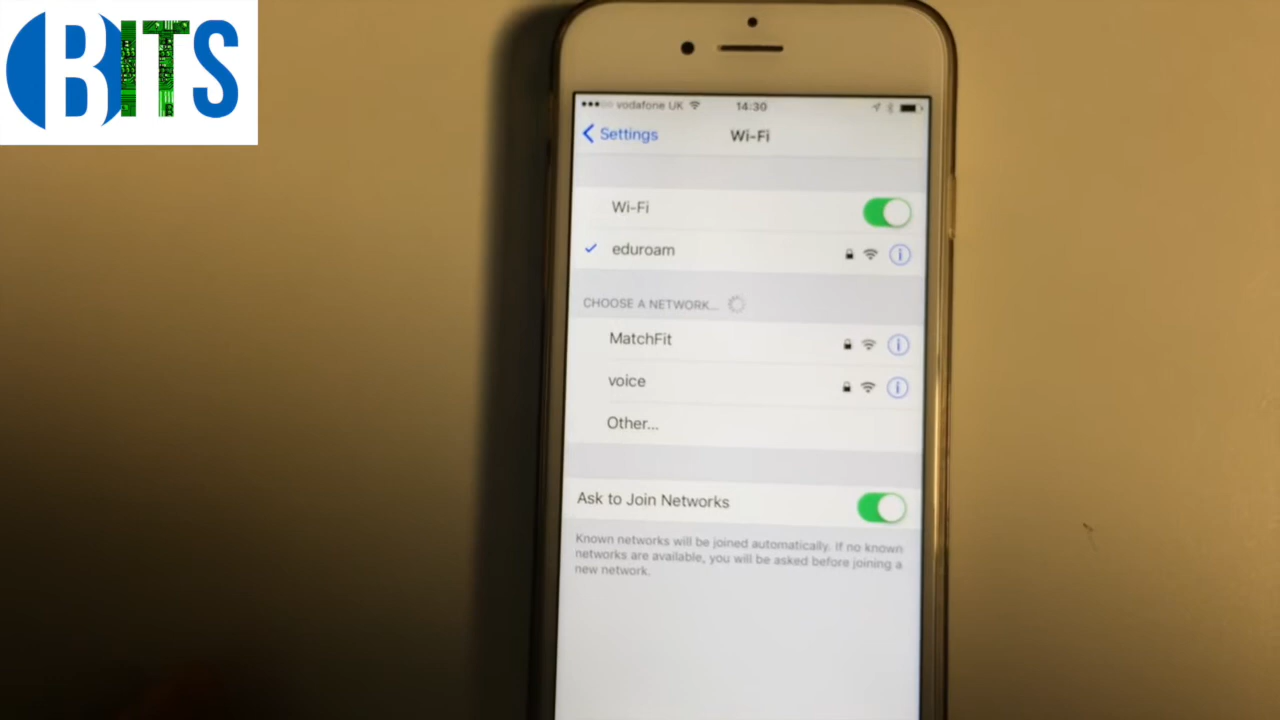 BITS
vodafone UK 14:30
Settings Wi-Fi
Wi-Fi
eduroam
CHOOSE A NETWORK...
MatchFit
voice
Other...
Ask to Join Networks
Known networks will be joined automatically. If no known
networks are available, you will be asked before joining a
new network.